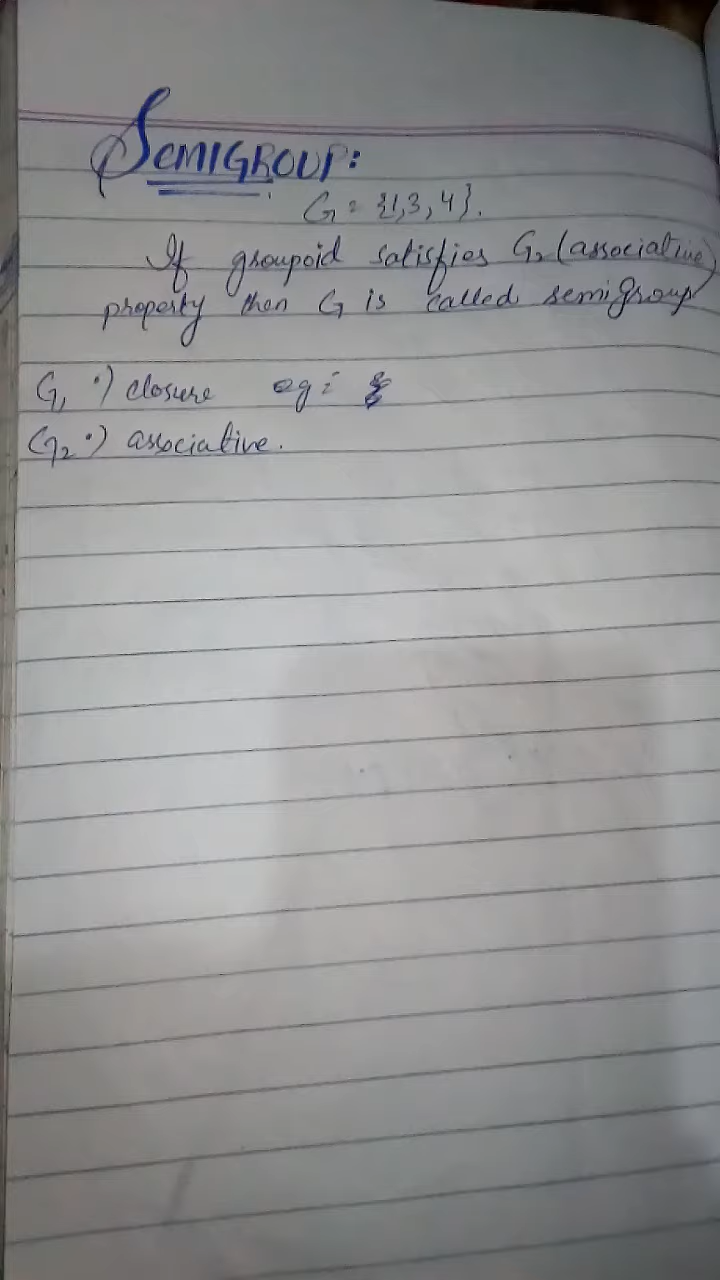 SEMIGROUP:
G = {1,3,4}.
If groupoid satisfies G₂ (associative)
property then G is called semigroup
G₁ •) closure eg:
G₂ •) associative.